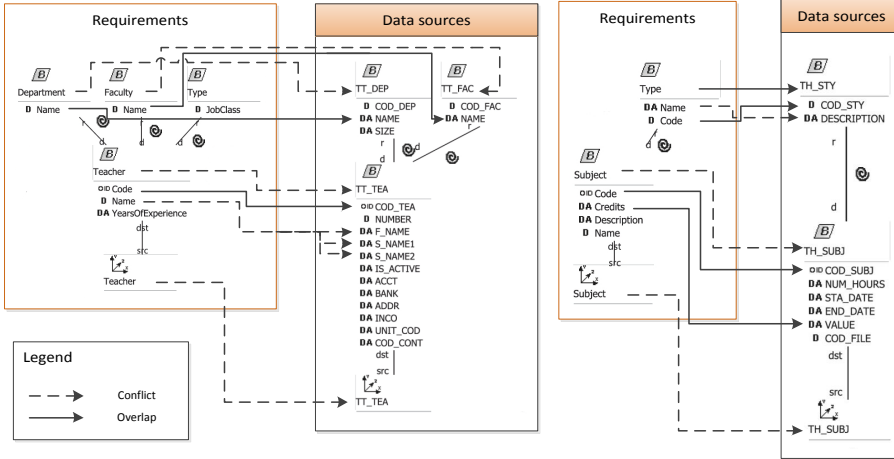 Requirements
Data sources
Department
Faculty
Type
D Name
D Name
D JobClass
r
r
r
d
d
d
Teacher
OID Code
D Name
DA YearsOfExperience
dst
src
Teacher
TT_DEP
TT_FAC
D COD_DEP
DA NAME
DA SIZE
D COD_FAC
DA NAME
r
r
d
d
TT_TEA
OID COD_TEA
D NUMBER
DA F_NAME
DA S_NAME1
DA S_NAME2
DA IS_ACTIVE
DA ACCT
DA BANK
DA ADDR
DA INCO
DA UNIT_COD
DA COD_CONT
dst
src
TT_TEA
Legend
Conflict
Overlap
Requirements
Data sources
Type
DA Name
D Code
r
d
Subject
OID Code
DA Credits
DA Description
D Name
dst
src
Subject
TH_STY
D COD_STY
DA DESCRIPTION
r
d
TH_SUBJ
OID COD_SUBJ
DA NUM_HOURS
DA STA_DATE
DA END_DATE
DA VALUE
D COD_FILE
dst
src
TH_SUBJ